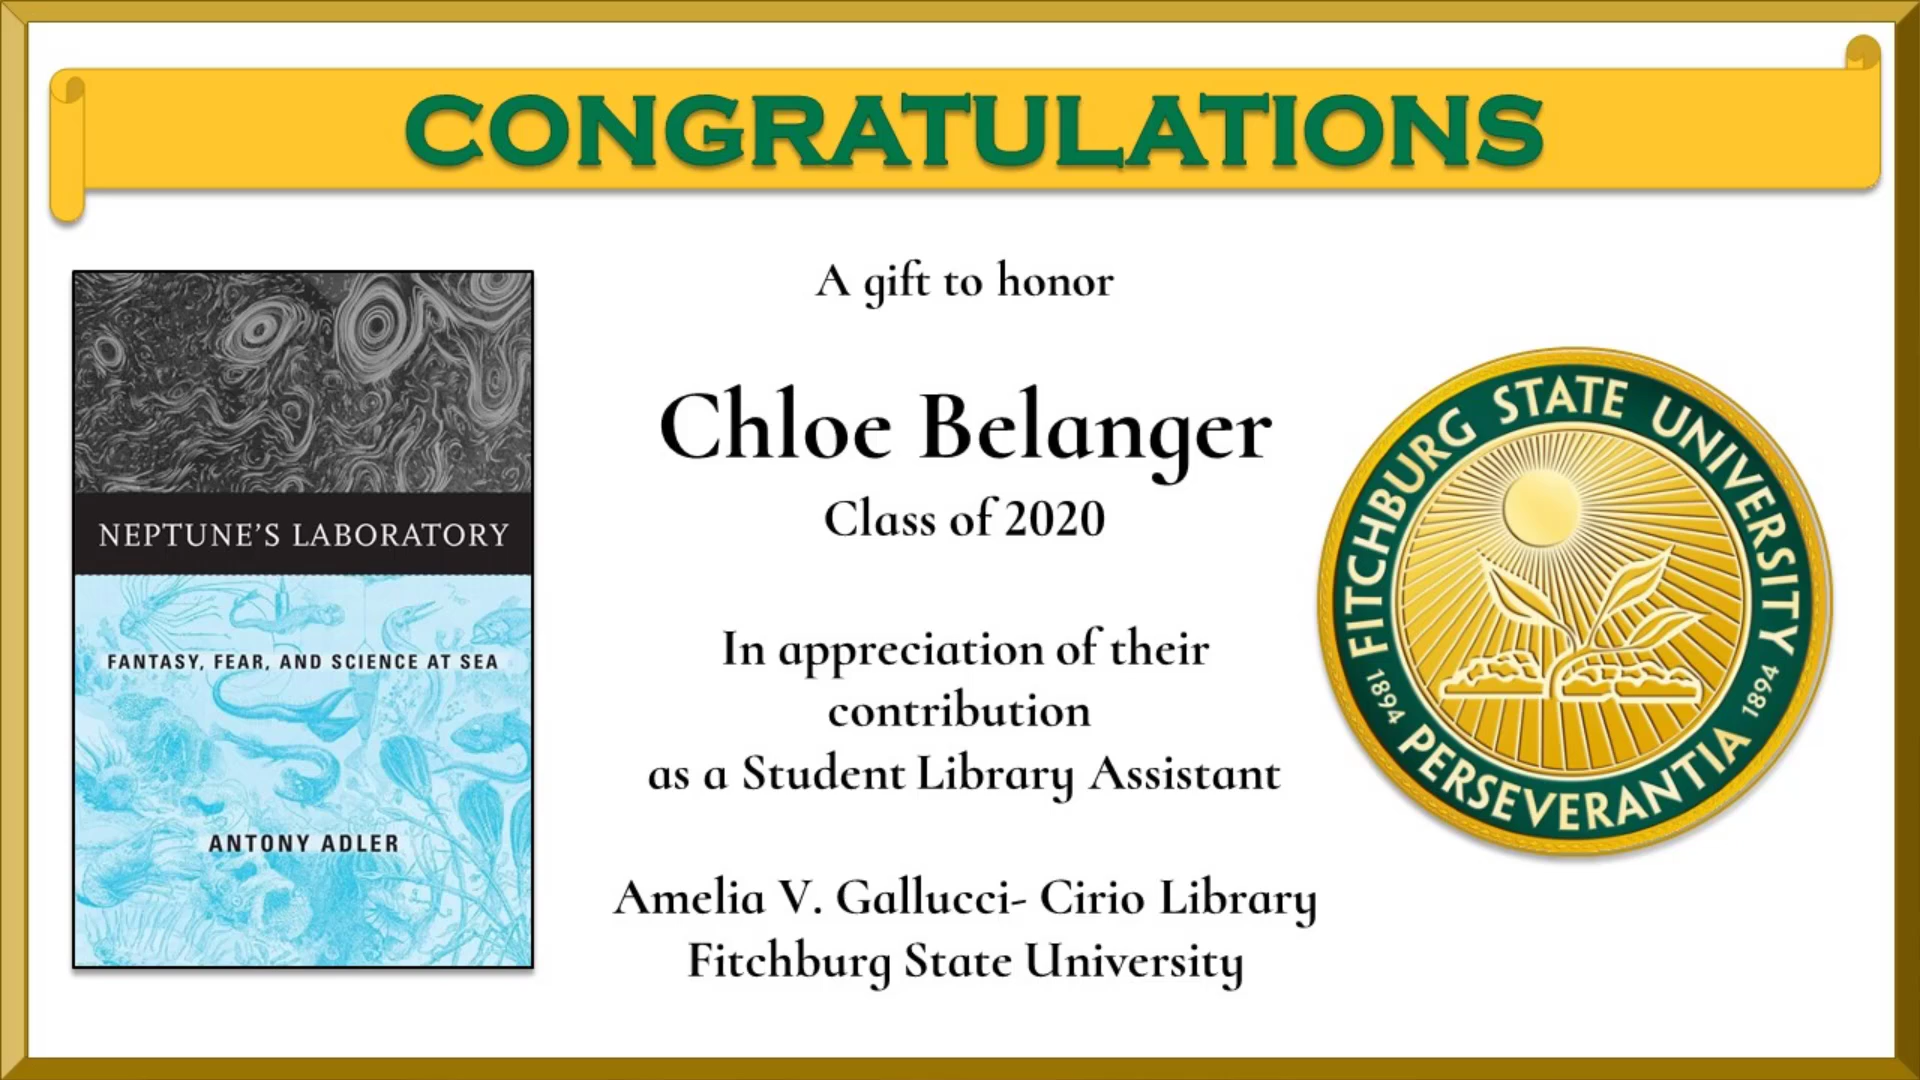 CONGRATULATIONS
NEPTUNE'S LABORATORY
FANTASY, FEAR, AND SCIENCE AT SEA
ANTONY ADLER
A gift to honor
Chloe Belanger
Class of 2020
In appreciation of their
contribution
as a Student Library Assistant
Amelia V. Gallucci- Cirio Library
Fitchburg State University
FITCHBURG STATE UNIVERSITY
1894 PERSEVERANTIA 1894